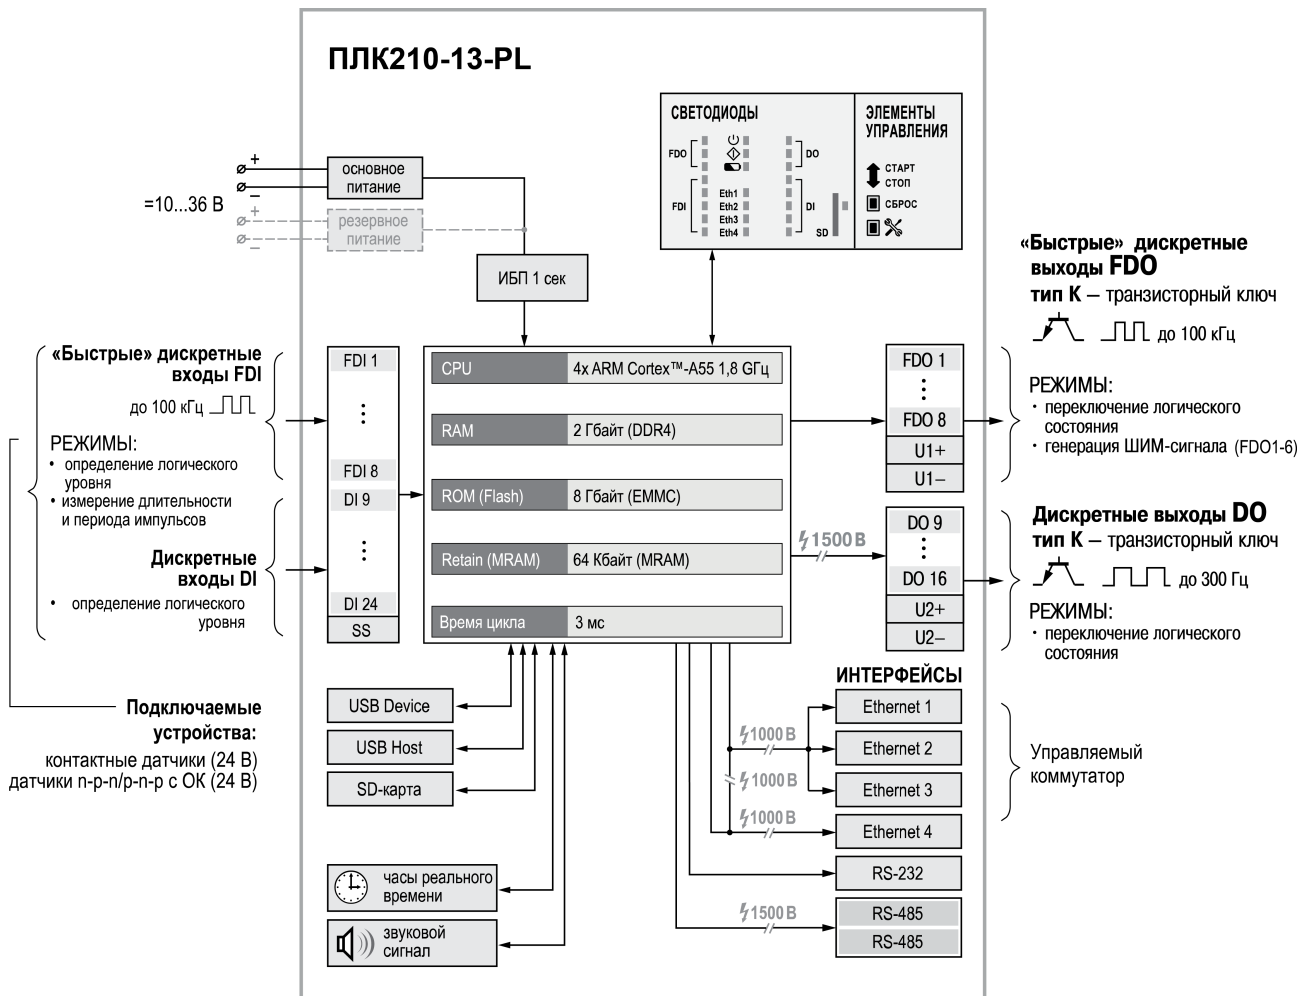 ПЛК210-13-PL
СВЕТОДИОДЫ
FDO
DO
FDI
Eth1
Eth2
Eth3
Eth4
DI
SD
ЭЛЕМЕНТЫ
УПРАВЛЕНИЯ
СТАРТ
СТОП
СБРОС
+
−
=10...36 В
+
−
основное
питание
резервное
питание
ИБП 1 сек
«Быстрые» дискретные
входы FDI
до 100 кГц
РЕЖИМЫ:
• определение логического
уровня
• измерение длительности
и периода импульсов
Дискретные
входы DI
• определение логического
уровня
Подключаемые
устройства:
контактные датчики (24 В)
датчики n-p-n/p-n-p с ОК (24 В)
FDI 1
FDI 8
DI 9
DI 24
SS
CPU
4x ARM Cortex™-A55 1,8 GГц
RAM
2 Гбайт (DDR4)
ROM (Flash)
8 Гбайт (EMMC)
Retain (MRAM)
64 Кбайт (MRAM)
Время цикла
3 мс
USB Device
USB Host
SD-карта
часы реального
времени
звуковой
сигнал
1500 В
FDO 1
FDO 8
U1+
U1−
DO 9
DO 16
U2+
U2−
ИНТЕРФЕЙСЫ
1000 В
1000 В
1000 В
1500 В
Ethernet 1
Ethernet 2
Ethernet 3
Ethernet 4
RS-232
RS-485
RS-485
«Быстрые» дискретные
выходы FDO
тип К – транзисторный ключ
до 100 кГц
РЕЖИМЫ:
· переключение логического
состояния
· генерация ШИМ-сигнала (FDO1-6)
Дискретные выходы DO
тип К – транзисторный ключ
до 300 Гц
РЕЖИМЫ:
· переключение логического
состояния
Управляемый
коммутатор